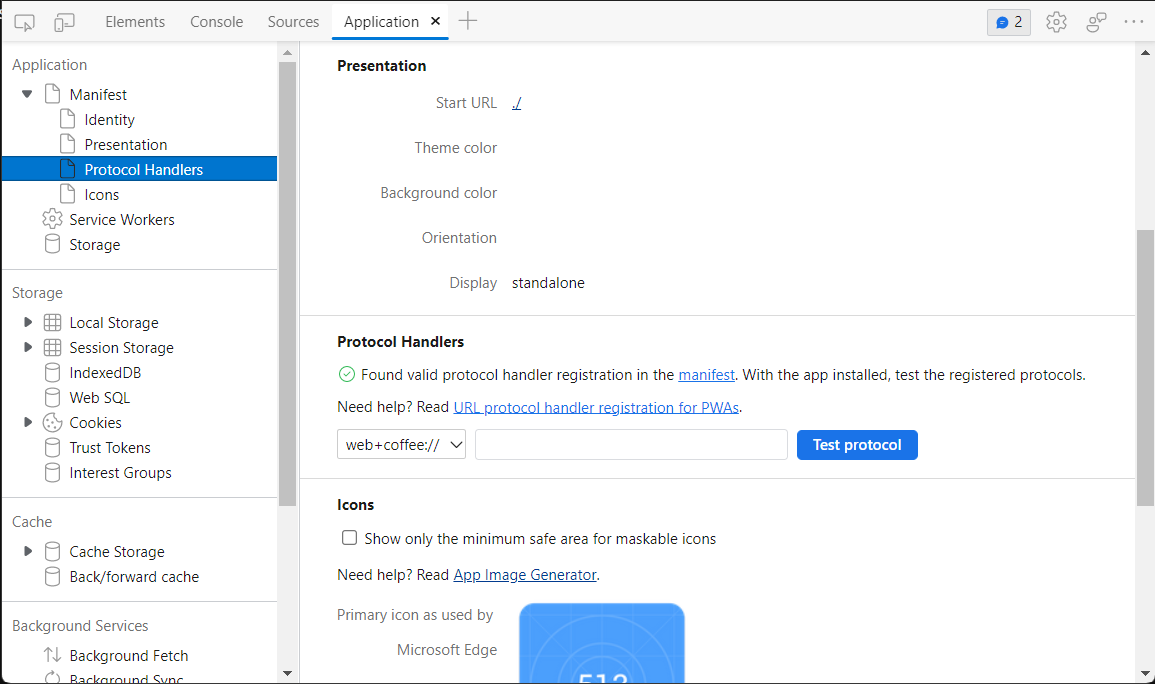 Elements Console Sources Application 2
Application
Manifest
Identity
Presentation
Protocol Handlers
Icons
Service Workers
Storage
Storage
Local Storage
Session Storage
IndexedDB
Web SQL
Cookies
Trust Tokens
Interest Groups
Cache
Cache Storage
Back/forward cache
Background Services
Background Fetch
Background Sync
Presentation
Start URL ./
Theme color
Background color
Orientation
Display standalone
Protocol Handlers
Found valid protocol handler registration in the manifest. With the app installed, test the registered protocols.
Need help? Read URL protocol handler registration for PWAs.
web+coffee:// Test protocol
Icons
Show only the minimum safe area for maskable icons
Need help? Read App Image Generator.
Primary icon as used by
Microsoft Edge
512